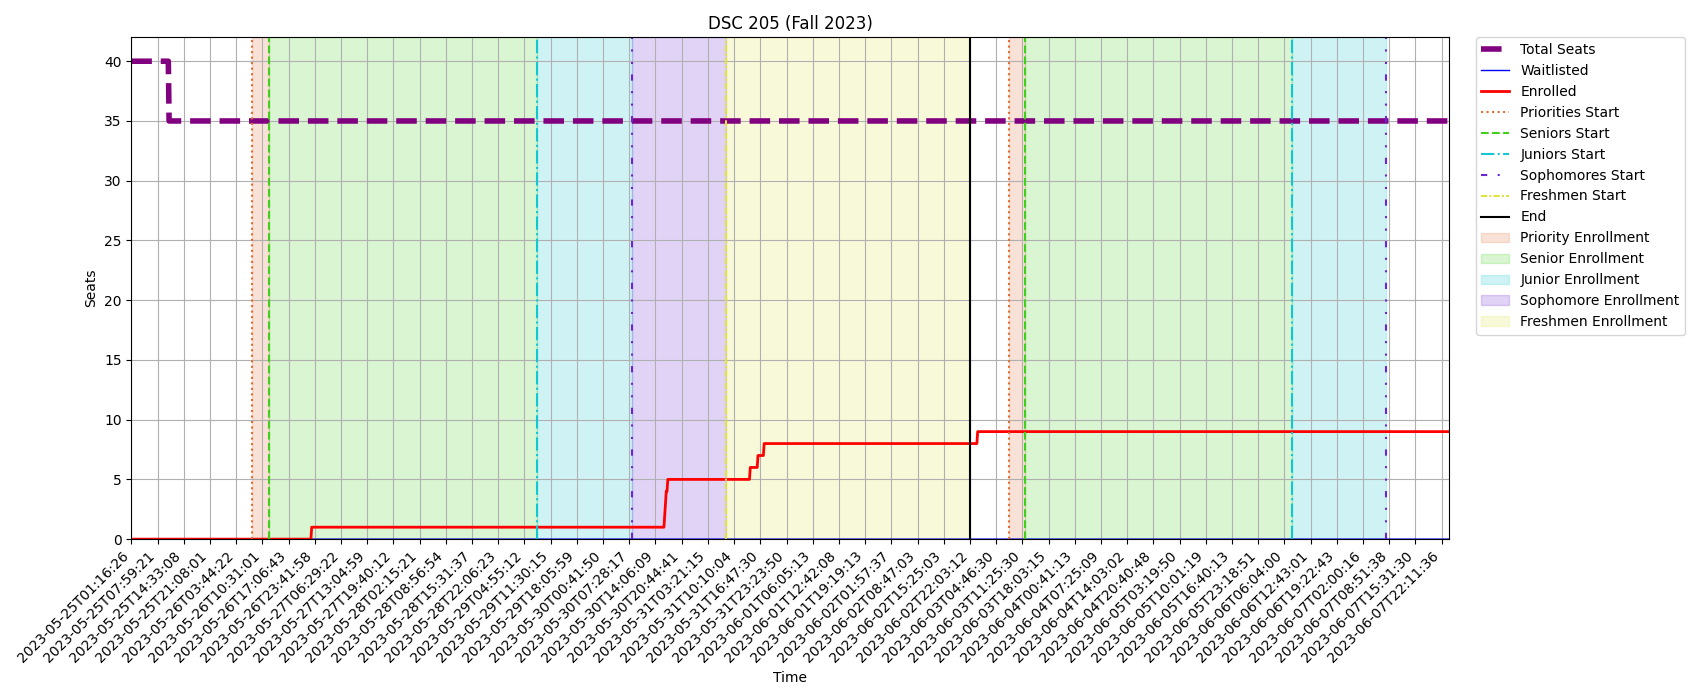 DSC 205 (Fall 2023)
Seats
40
35
30
25
20
15
10
5
0
2023-05-25T01:16:26
2023-05-25T07:59:21
2023-05-25T14:33:08
2023-05-25T21:08:01
2023-05-26T03:44:22
2023-05-26T10:31:01
2023-05-26T17:06:43
2023-05-26T23:41:58
2023-05-27T06:29:22
2023-05-27T13:04:59
2023-05-27T19:40:12
2023-05-28T02:15:21
2023-05-28T08:56:54
2023-05-28T15:31:37
2023-05-28T22:06:23
2023-05-29T04:55:12
2023-05-29T11:30:15
2023-05-29T18:05:59
2023-05-30T00:41:50
2023-05-30T07:28:17
2023-05-30T14:06:09
2023-05-30T20:44:41
2023-05-31T03:21:15
2023-05-31T10:10:04
2023-05-31T16:47:30
2023-05-31T23:23:50
2023-06-01T06:05:13
2023-06-01T12:42:08
2023-06-01T19:19:13
2023-06-02T01:57:37
2023-06-02T08:47:03
2023-06-02T15:25:03
2023-06-02T22:03:12
2023-06-03T04:46:30
2023-06-03T11:25:30
2023-06-03T18:03:15
2023-06-04T00:41:13
2023-06-04T07:25:09
2023-06-04T14:03:02
2023-06-04T20:40:48
2023-06-05T03:19:50
2023-06-05T10:01:19
2023-06-05T16:40:13
2023-06-05T23:18:51
2023-06-06T06:04:00
2023-06-06T12:43:01
2023-06-06T19:22:43
2023-06-07T02:00:16
2023-06-07T08:51:38
2023-06-07T15:31:30
2023-06-07T22:11:36
Time
Total Seats
Waitlisted
Enrolled
Priorities Start
Seniors Start
Juniors Start
Sophomores Start
Freshmen Start
End
Priority Enrollment
Senior Enrollment
Junior Enrollment
Sophomore Enrollment
Freshmen Enrollment